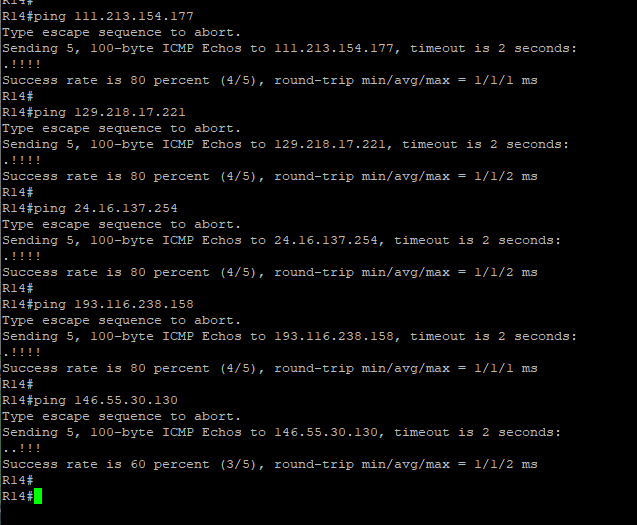 R14#
R14#ping 111.213.154.177
Type escape sequence to abort.
Sending 5, 100-byte ICMP Echos to 111.213.154.177, timeout is 2 seconds:
.!!!!
Success rate is 80 percent (4/5), round-trip min/avg/max = 1/1/1 ms
R14#
R14#ping 129.218.17.221
Type escape sequence to abort.
Sending 5, 100-byte ICMP Echos to 129.218.17.221, timeout is 2 seconds:
.!!!!
Success rate is 80 percent (4/5), round-trip min/avg/max = 1/1/2 ms
R14#
R14#ping 24.16.137.254
Type escape sequence to abort.
Sending 5, 100-byte ICMP Echos to 24.16.137.254, timeout is 2 seconds:
.!!!!
Success rate is 80 percent (4/5), round-trip min/avg/max = 1/1/2 ms
R14#
R14#ping 193.116.238.158
Type escape sequence to abort.
Sending 5, 100-byte ICMP Echos to 193.116.238.158, timeout is 2 seconds:
.!!!!
Success rate is 80 percent (4/5), round-trip min/avg/max = 1/1/1 ms
R14#
R14#ping 146.55.30.130
Type escape sequence to abort.
Sending 5, 100-byte ICMP Echos to 146.55.30.130, timeout is 2 seconds:
..!!!
Success rate is 60 percent (3/5), round-trip min/avg/max = 1/1/2 ms
R14#
R14#